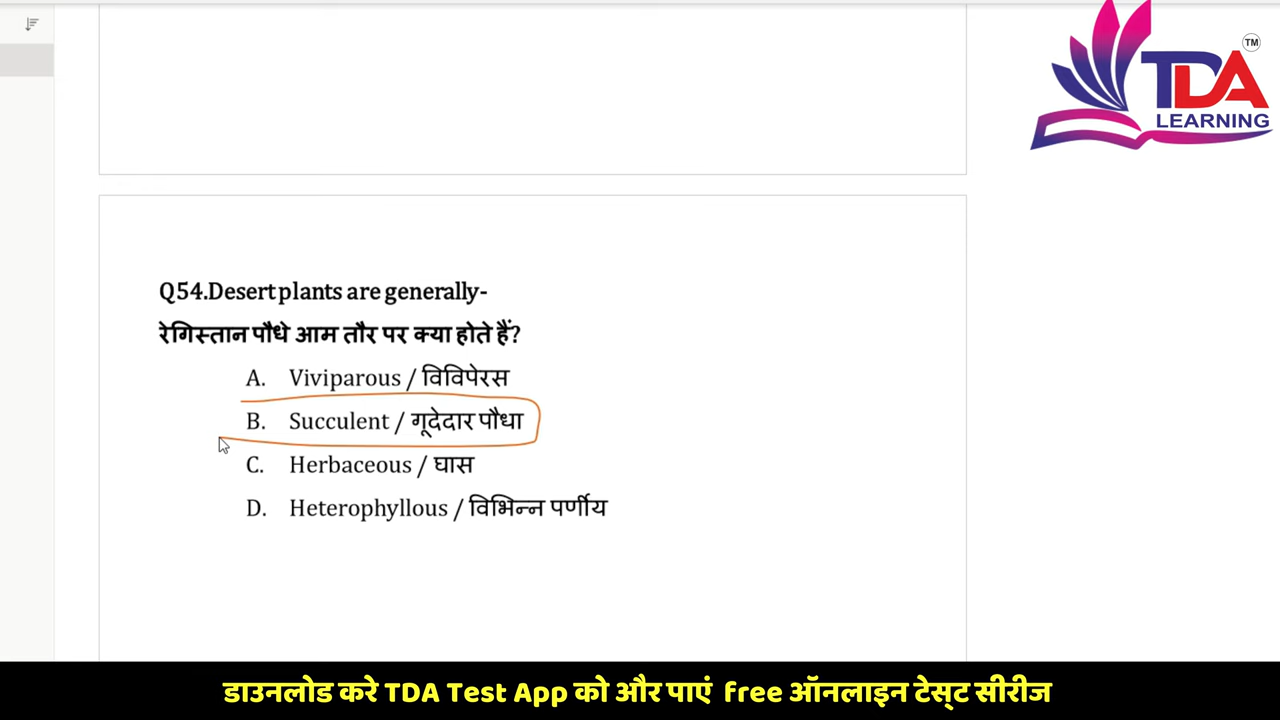 TDA
TM
LEARNING
Q54.Desert plants are generally-
रेगिस्तान पौधे आम तौर पर क्या होते हैं?
A. Viviparous / विविपेरस
B. Succulent / गूदेदार पौधा
C. Herbaceous / घास
D. Heterophyllous / विभिन्न पर्णीय
डाउनलोड करे TDA Test App को और पाएं free ऑनलाइन टेस्ट सीरीज